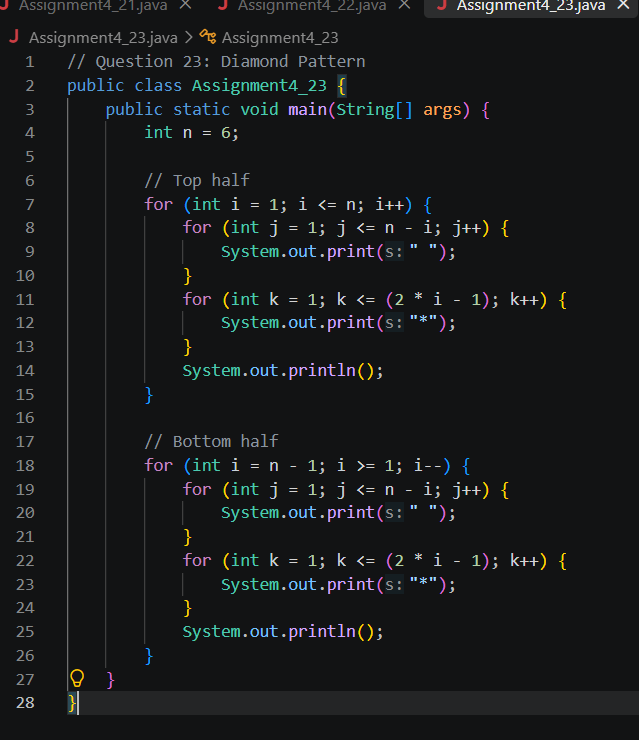 Assignment4_21.java Assignment4_22.java Assignment4_23.java
Assignment4_23.java > Assignment4_23
1 // Question 23: Diamond Pattern
2 public class Assignment4_23 {
3     public static void main(String[] args) {
4         int n = 6;
5
6         // Top half
7         for (int i = 1; i <= n; i++) {
8             for (int j = 1; j <= n - i; j++) {
9                 System.out.print(s:" ");
10             }
11             for (int k = 1; k <= (2 * i - 1); k++) {
12                 System.out.print(s:"*");
13             }
14             System.out.println();
15         }
16
17         // Bottom half
18         for (int i = n - 1; i >= 1; i--) {
19             for (int j = 1; j <= n - i; j++) {
20                 System.out.print(s:" ");
21             }
22             for (int k = 1; k <= (2 * i - 1); k++) {
23                 System.out.print(s:"*");
24             }
25             System.out.println();
26         }
27     }
28 }